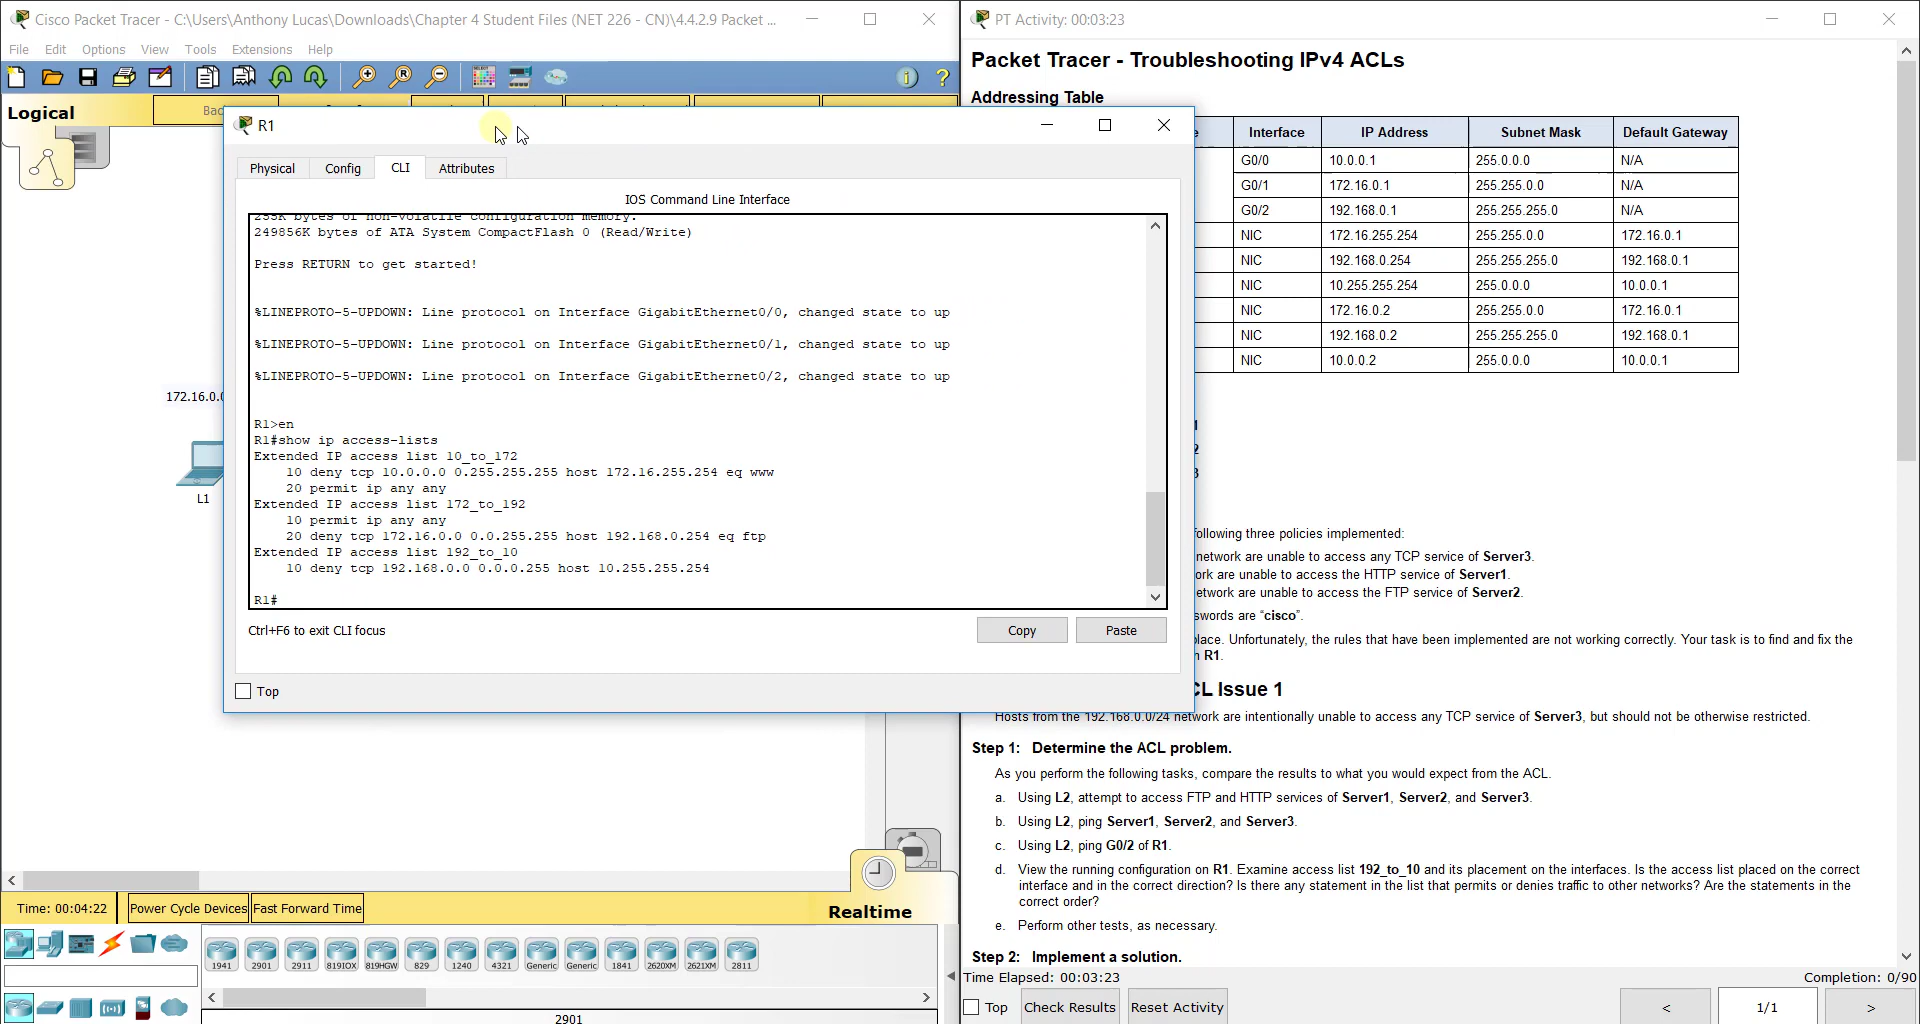 Cisco Packet Tracer - C:\Users\Anthony Lucas\Downloads\Chapter 4 Student Files (NET 226 - CN)\4.4.2.9 Packet ...
File Edit Options View Tools Extensions Help
Logical
Bac
172.16.0.0
L1
R1
Physical Config CLI Attributes
IOS Command Line Interface
255K bytes of non-volatile configuration memory.
249856K bytes of ATA System CompactFlash 0 (Read/Write)
Press RETURN to get started!
%LINEPROTO-5-UPDOWN: Line protocol on Interface GigabitEthernet0/0, changed state to up
%LINEPROTO-5-UPDOWN: Line protocol on Interface GigabitEthernet0/1, changed state to up
%LINEPROTO-5-UPDOWN: Line protocol on Interface GigabitEthernet0/2, changed state to up
R1>en
R1#show ip access-lists
Extended IP access list 10_to_172
10 deny tcp 10.0.0.0 0.255.255.255 host 172.16.255.254 eq www
20 permit ip any any
Extended IP access list 172_to_192
10 permit ip any any
20 deny tcp 172.16.0.0 0.0.255.255 host 192.168.0.254 eq ftp
Extended IP access list 192_to_10
10 deny tcp 192.168.0.0 0.0.0.255 host 10.255.255.254
R1#
Ctrl+F6 to exit CLI focus
Copy Paste
Top
Time: 00:04:22 Power Cycle Devices Fast Forward Time
Realtime
1941 2901 2911 819IOX 819HGW 829 1240 4321 Generic Generic 1841 2620XM 2621XM 2811
2901
PT Activity: 00:03:23
Packet Tracer - Troubleshooting IPv4 ACLs
Addressing Table
e Interface IP Address Subnet Mask Default Gateway
G0/0 10.0.0.1 255.0.0.0 N/A
G0/1 172.16.0.1 255.255.0.0 N/A
G0/2 192.168.0.1 255.255.255.0 N/A
NIC 172.16.255.254 255.255.0.0 172.16.0.1
NIC 192.168.0.254 255.255.255.0 192.168.0.1
NIC 10.255.255.254 255.0.0.0 10.0.0.1
NIC 172.16.0.2 255.255.0.0 172.16.0.1
NIC 192.168.0.2 255.255.255.0 192.168.0.1
NIC 10.0.0.2 255.0.0.0 10.0.0.1
1
2
3
following three policies implemented:
network are unable to access any TCP service of Server3.
ork are unable to access the HTTP service of Server1.
etwork are unable to access the FTP service of Server2.
swords are “cisco”.
place. Unfortunately, the rules that have been implemented are not working correctly. Your task is to find and fix the
n R1.
CL Issue 1
Hosts from the 192.168.0.0/24 network are intentionally unable to access any TCP service of Server3, but should not be otherwise restricted.
Step 1: Determine the ACL problem.
As you perform the following tasks, compare the results to what you would expect from the ACL.
a. Using L2, attempt to access FTP and HTTP services of Server1, Server2, and Server3.
b. Using L2, ping Server1, Server2, and Server3.
c. Using L2, ping G0/2 of R1.
d. View the running configuration on R1. Examine access list 192_to_10 and its placement on the interfaces. Is the access list placed on the correct
interface and in the correct direction? Is there any statement in the list that permits or denies traffic to other networks? Are the statements in the
correct order?
e. Perform other tests, as necessary.
Step 2: Implement a solution.
Time Elapsed: 00:03:23 Completion: 0/90
Top Check Results Reset Activity < 1/1 >